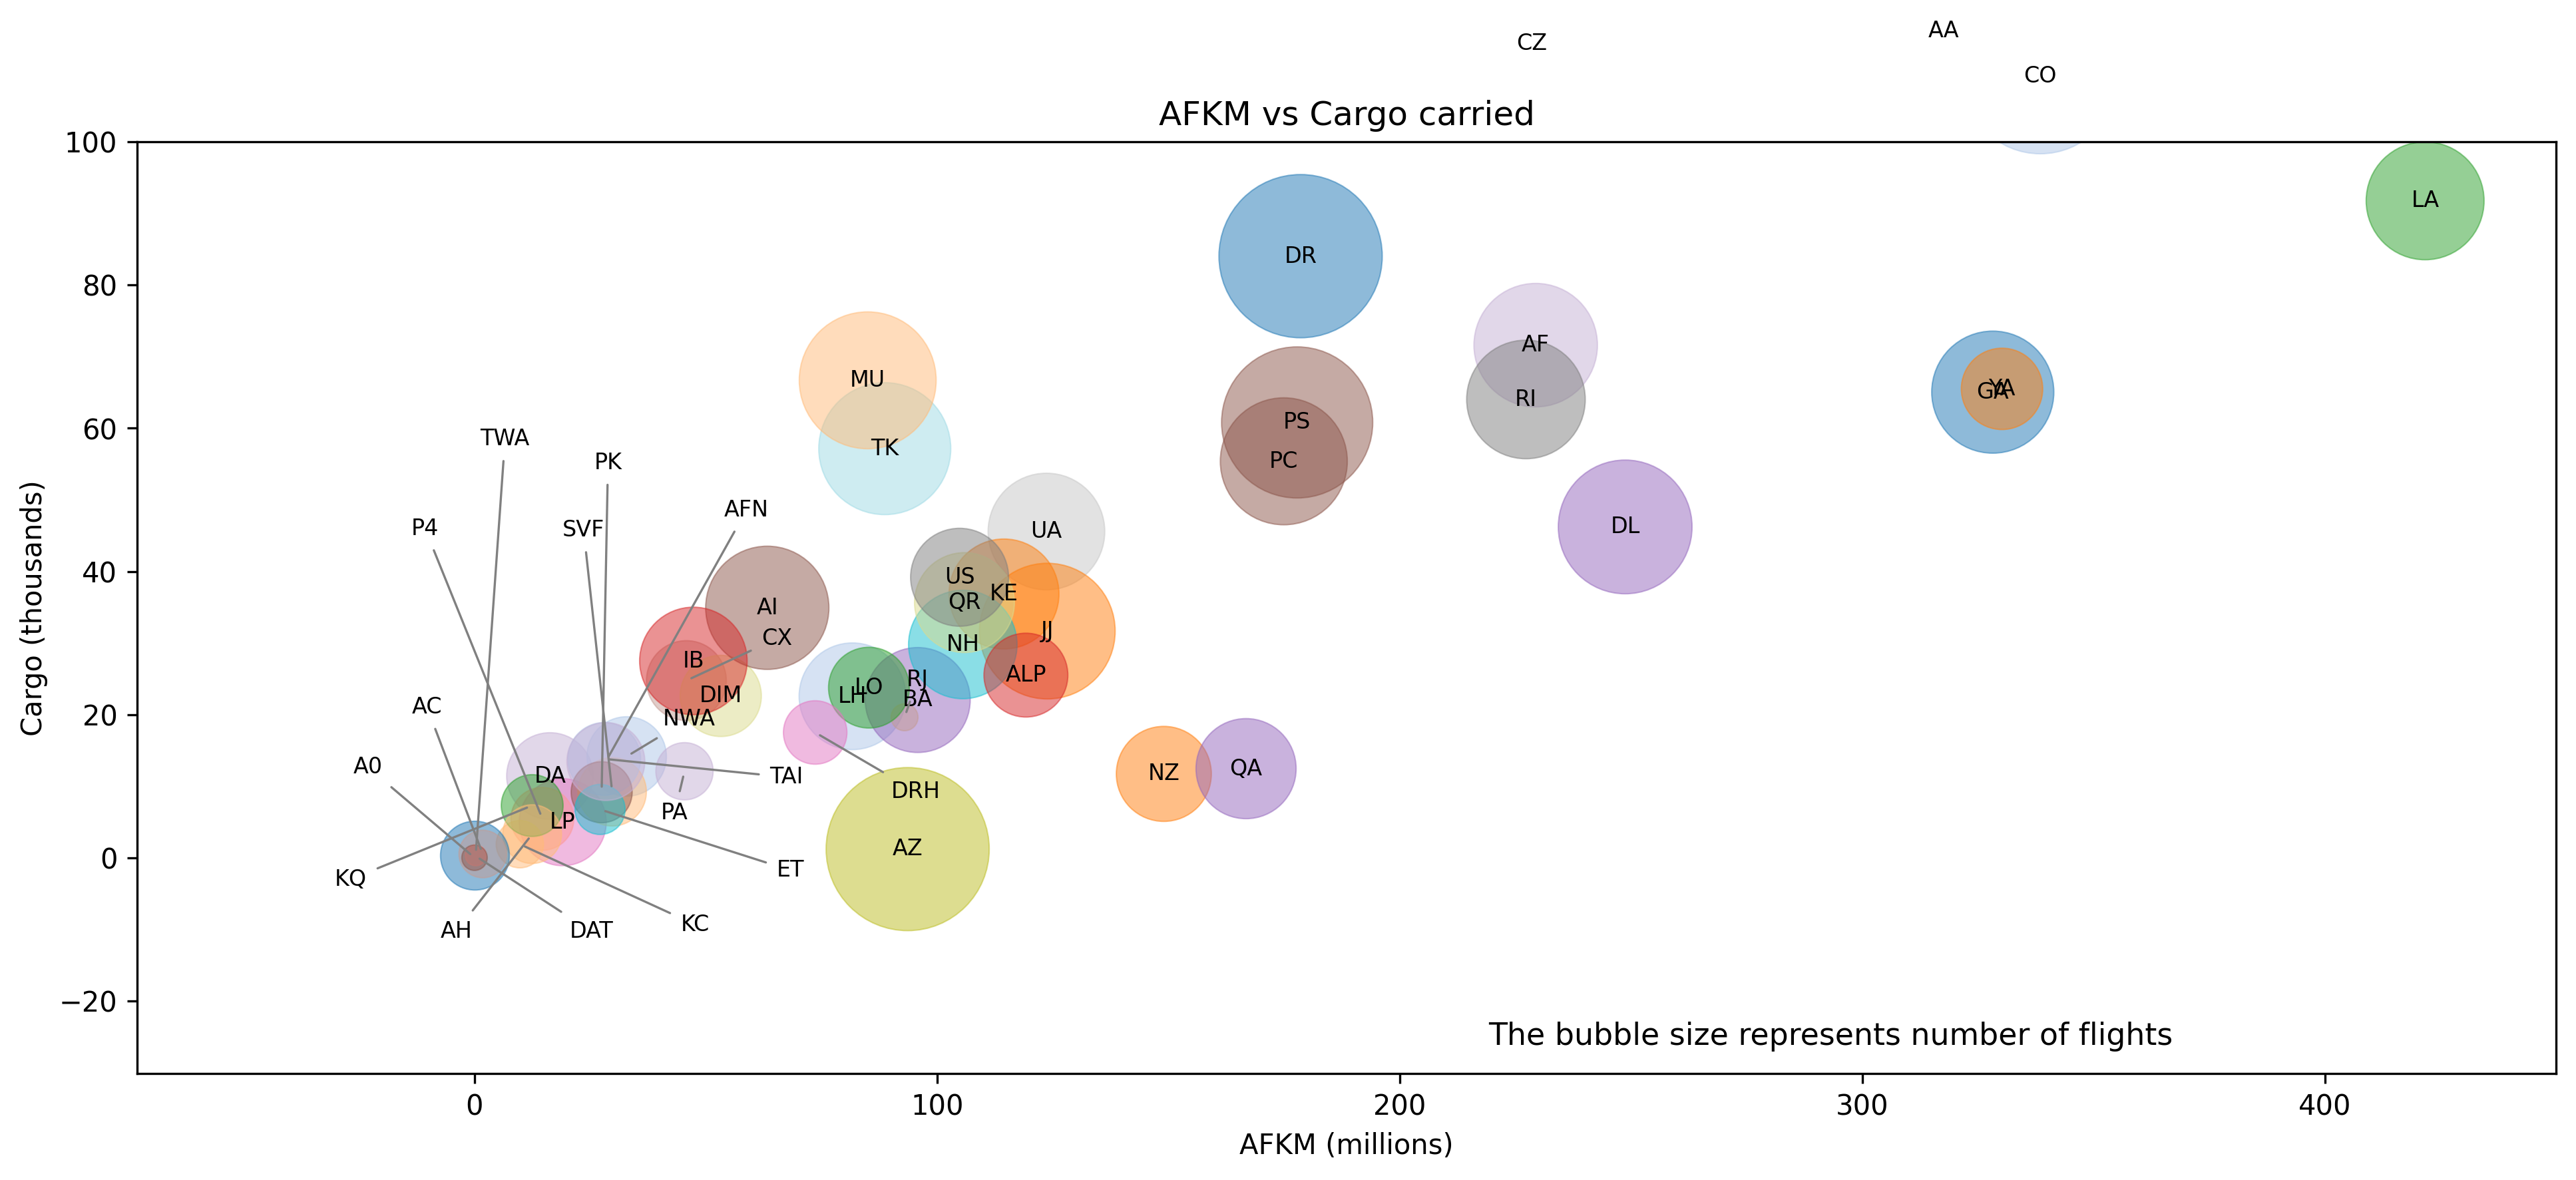 AA
CZ
CO
AFKM vs Cargo carried
100
LA
DR
80
AF
MU
YA
GA
RI
60
TWA
PS
TK
PK
PC
AFN
P4
SVF
UA
DL
40
US
KE
QR
AI
JJ
CX
NH
IB
ALP
RJ
LO
LH
DIM
BA
AC
20
NWA
A0
DA
TAI
NZ
QA
DRH
PA
LP
AZ
0
ET
KQ
KC
AH
DAT
−20
The bubble size represents number of flights
0
100
200
300
400
AFKM (millions)
Cargo (thousands)